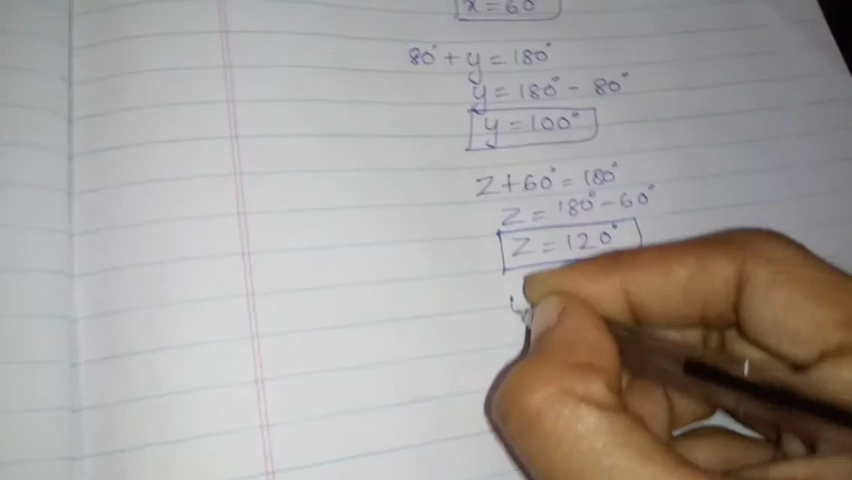 x = 60°
80° + y = 180°
y = 180° - 80°
y = 100°
z + 60° = 180°
z = 180° - 60°
z = 120°